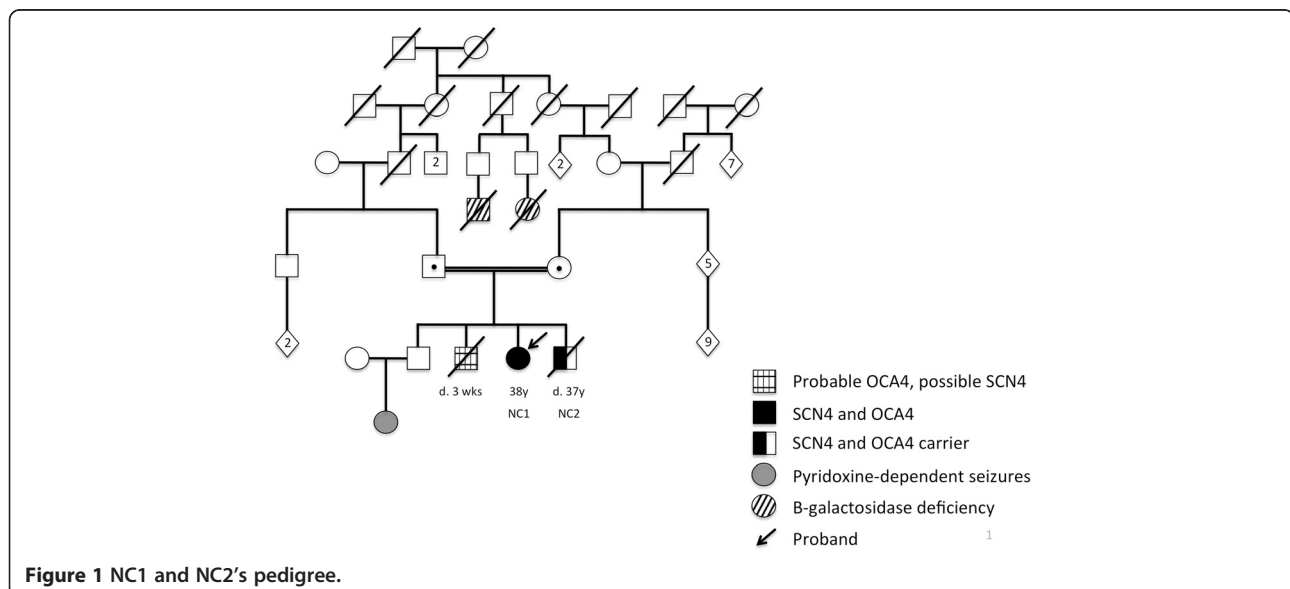 2
2
7
5
2
9
d. 3 wks
38y
d. 37y
NC1
NC2
Probable OCA4, possible SCN4
SCN4 and OCA4
SCN4 and OCA4 carrier
Pyridoxine-dependent seizures
B-galactosidase deficiency
Proband
1
Figure 1 NC1 and NC2's pedigree.